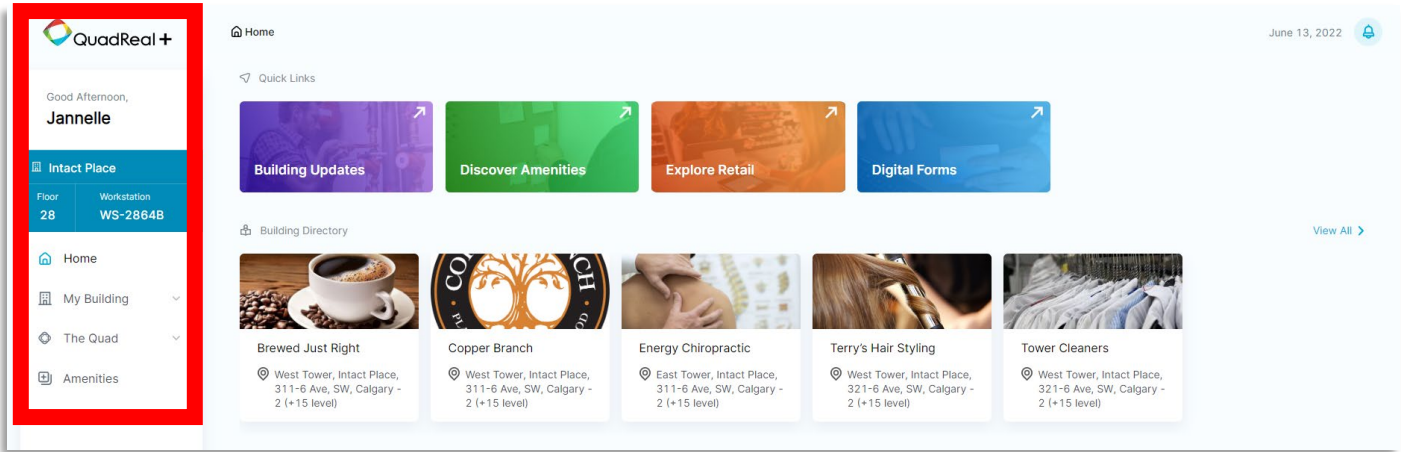 QuadReal +
Good Afternoon,
Jannelle
Intact Place
Floor
28
Workstation
WS-2864B
Home
My Building
The Quad
Amenities
Home
June 13, 2022
Quick Links
Building Updates
Discover Amenities
Explore Retail
Digital Forms
Building Directory
View All
Brewed Just Right
West Tower, Intact Place,
311-6 Ave, SW, Calgary -
2 (+15 level)
Copper Branch
West Tower, Intact Place,
311-6 Ave, SW, Calgary -
2 (+15 level)
Energy Chiropractic
East Tower, Intact Place,
311-6 Ave, SW, Calgary -
2 (+15 level)
Terry's Hair Styling
West Tower, Intact Place,
321-6 Ave, SW, Calgary -
2 (+15 level)
Tower Cleaners
West Tower, Intact Place,
321-6 Ave, SW, Calgary -
2 (+15 level)